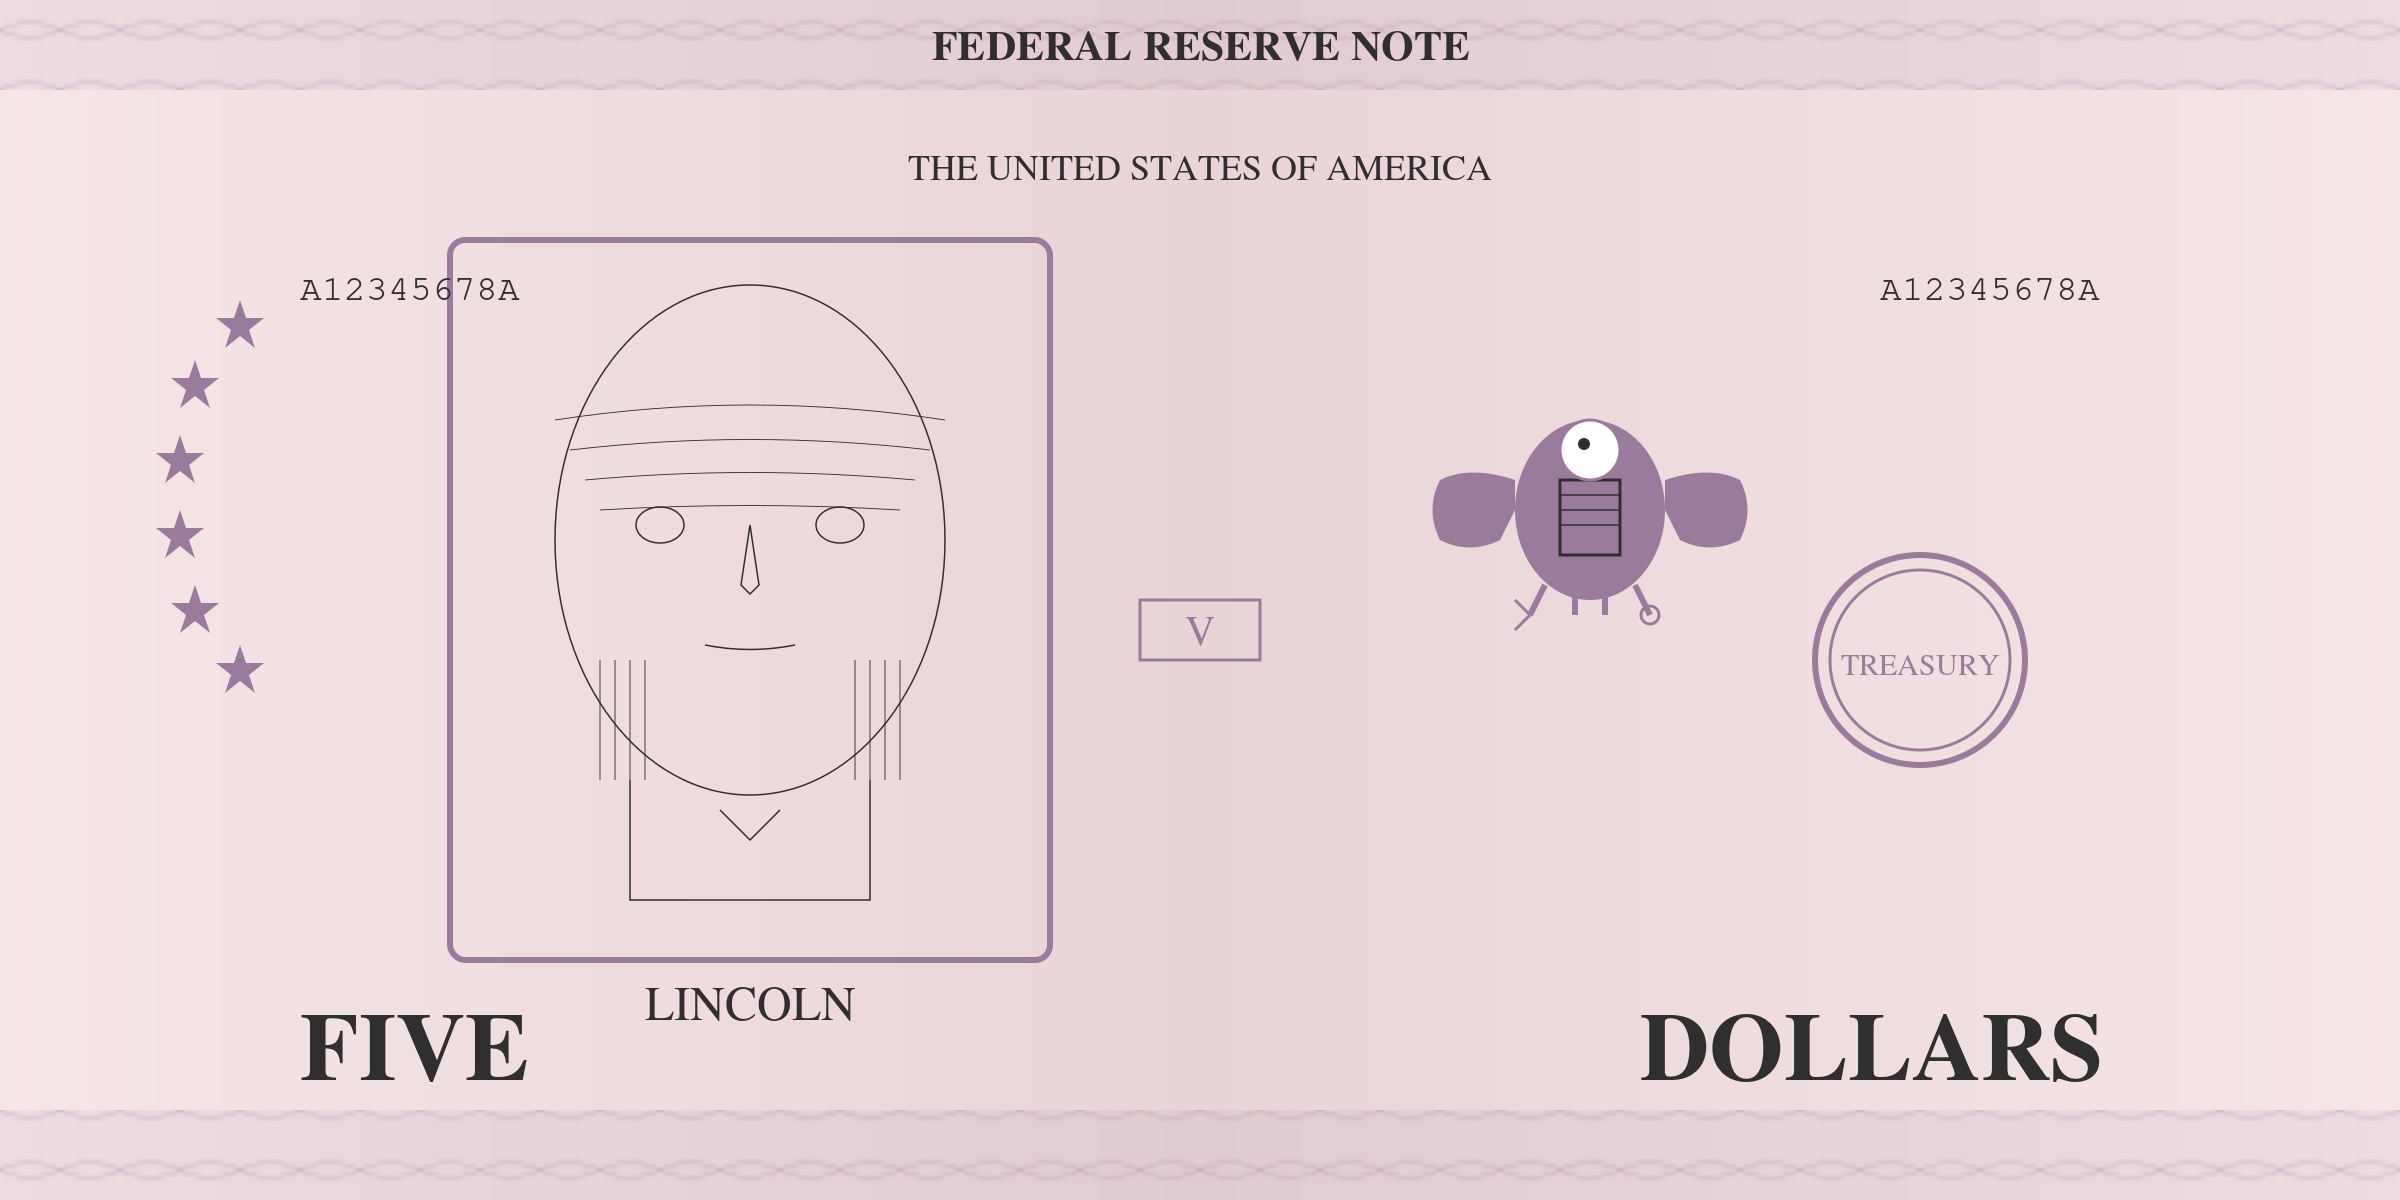 FEDERAL RESERVE NOTE
THE UNITED STATES OF AMERICA
A12345678A
A12345678A
V
TREASURY
LINCOLN
FIVE
DOLLARS